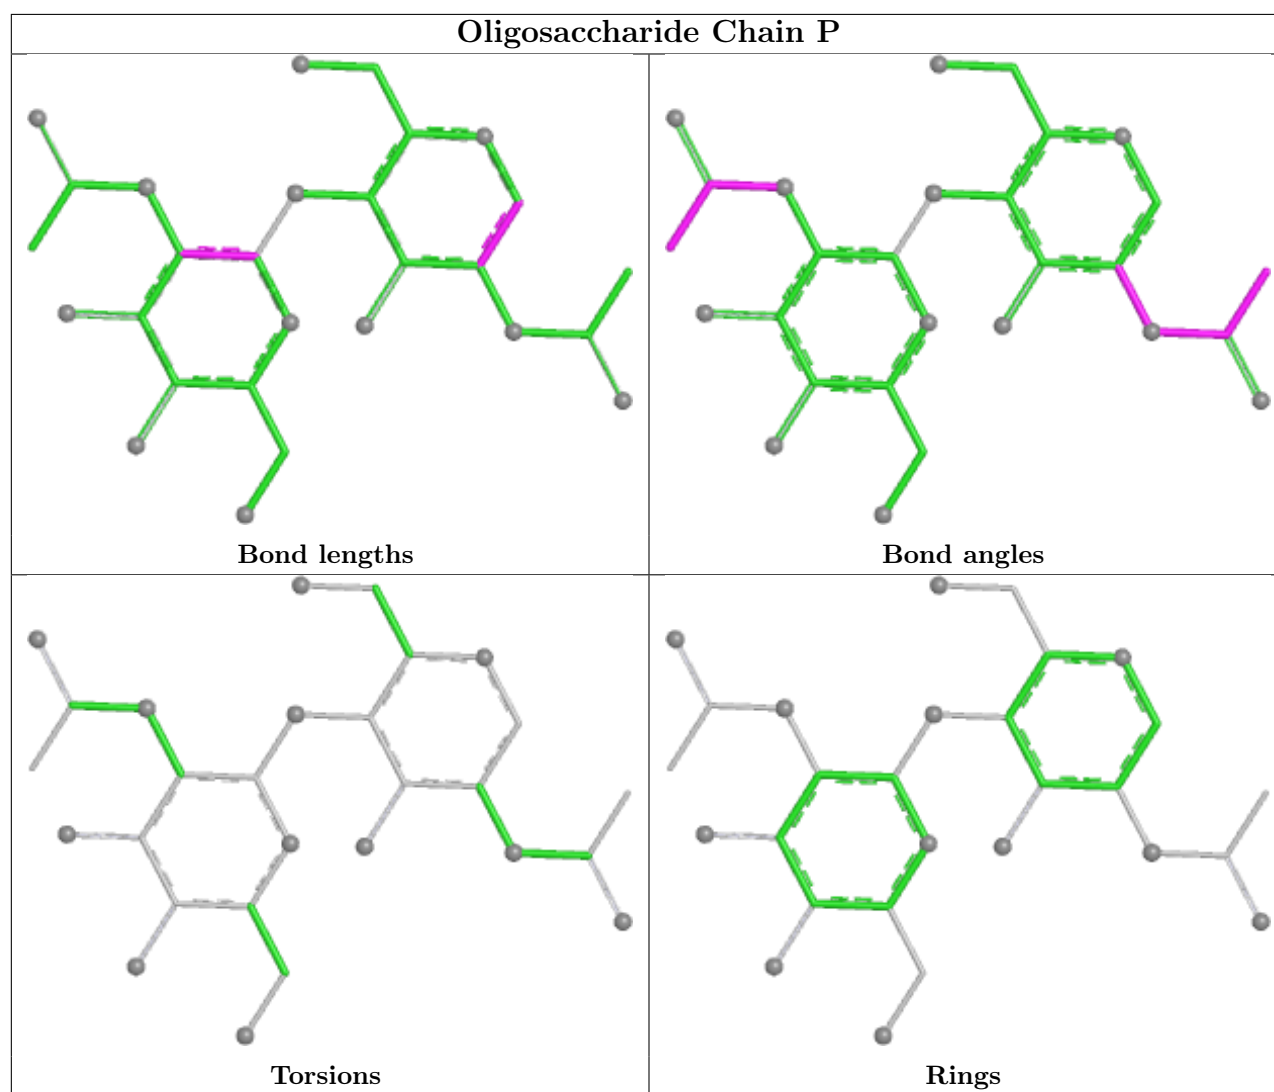 Oligosaccharide Chain P
Bond lengths
Bond angles
Torsions
Rings